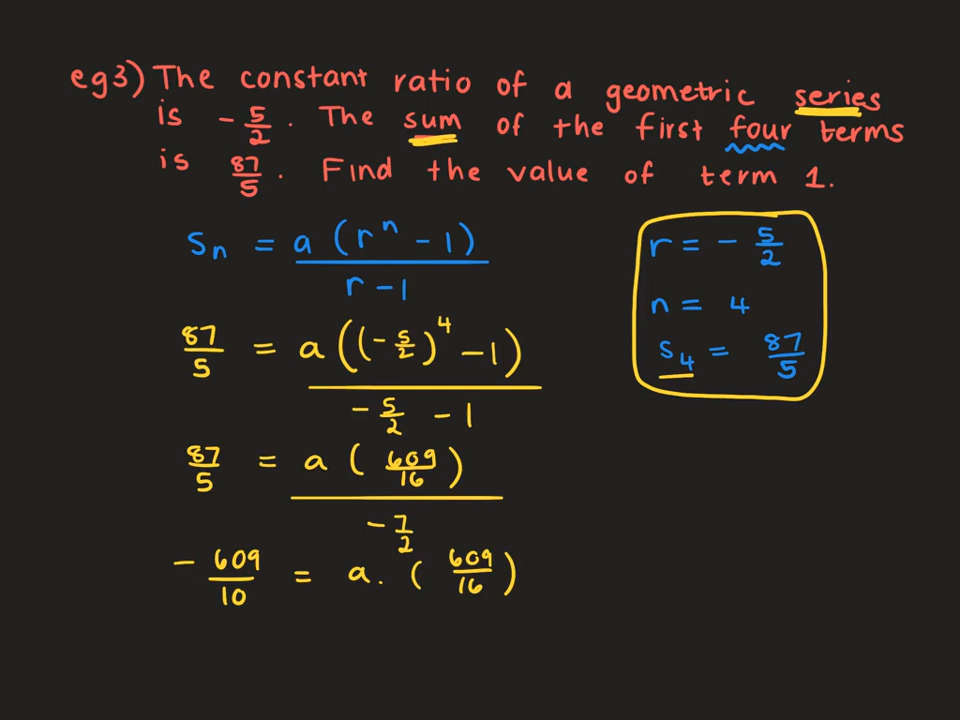 eg3) The constant ratio of a geometric series
is - 5/2. The sum of the first four terms
is 87/5. Find the value of term 1.
Sn = a (r^n - 1) / r - 1
r = - 5/2
n = 4
S4 = 87/5
87/5 = a((-5/2)^4 - 1) / -5/2 - 1
87/5 = a (609/16) / -7/2
- 609/10 = a. (609/16)